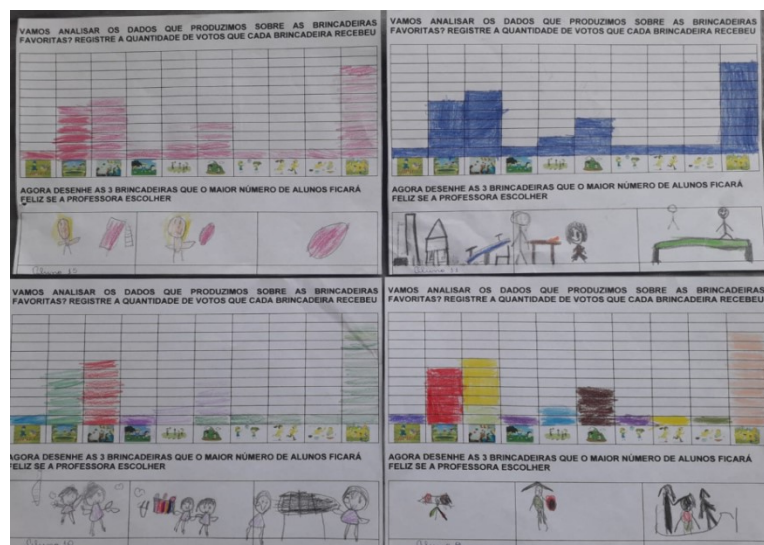 VAMOS ANALISAR OS DADOS QUE PRODUZIMOS SOBRE AS BRINCADEIRAS
FAVORITAS? REGISTRE A QUANTIDADE DE VOTOS QUE CADA BRINCADEIRA RECEBEU
AGORA DESENHE AS 3 BRINCADEIRAS QUE O MAIOR NÚMERO DE ALUNOS FICARÁ
FELIZ SE A PROFESSORA ESCOLHER
VAMOS ANALISAR OS DADOS QUE PRODUZIMOS SOBRE AS BRINCADEIRAS
FAVORITAS? REGISTRE A QUANTIDADE DE VOTOS QUE CADA BRINCADEIRA RECEBEU
AGORA DESENHE AS 3 BRINCADEIRAS QUE O MAIOR NÚMERO DE ALUNOS FICARÁ
FELIZ SE A PROFESSORA ESCOLHER
VAMOS ANALISAR OS DADOS QUE PRODUZIMOS SOBRE AS BRINCADEIRAS
FAVORITAS? REGISTRE A QUANTIDADE DE VOTOS QUE CADA BRINCADEIRA RECEBEU
AGORA DESENHE AS 3 BRINCADEIRAS QUE O MAIOR NÚMERO DE ALUNOS FICARÁ
FELIZ SE A PROFESSORA ESCOLHER
VAMOS ANALISAR OS DADOS QUE PRODUZIMOS SOBRE AS BRINCADEIRAS
FAVORITAS? REGISTRE A QUANTIDADE DE VOTOS QUE CADA BRINCADEIRA RECEBEU
AGORA DESENHE AS 3 BRINCADEIRAS QUE O MAIOR NÚMERO DE ALUNOS FICARÁ
FELIZ SE A PROFESSORA ESCOLHER